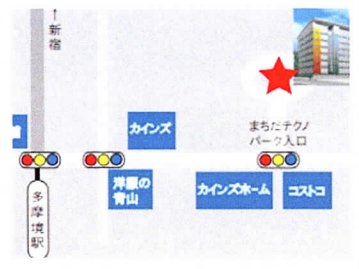 ↑新宿
カインズ
まちだテクノ
パーク入口
洋服の
青山
カインズホーム
コストコ
多摩境駅